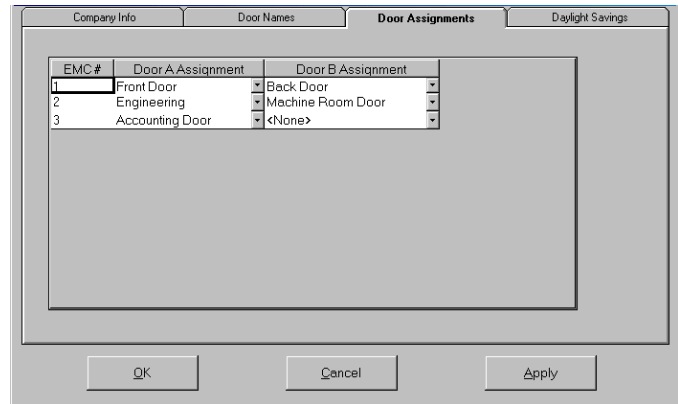 Company Info Door Names Door Assignments Daylight Savings
EMC # Door A Assignment Door B Assignment
1 Front Door Back Door
2 Engineering Machine Room Door
3 Accounting Door <None>
OK Cancel Apply